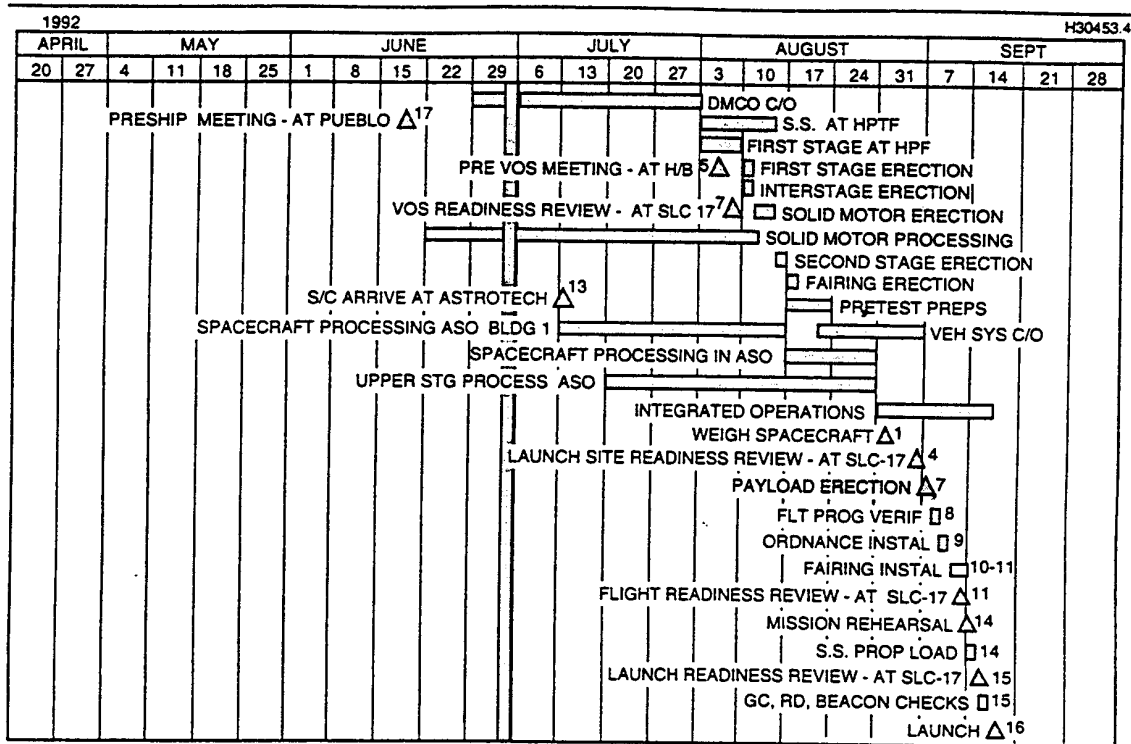 1992
H30453.4
APRIL MAY JUNE JULY AUGUST SEPT
20 27 4 11 18 25 1 8 15 22 29 6 13 20 27 3 10 17 24 31 7 14 21 28
DMCO C/O
PRESHIP MEETING - AT PUEBLO 17
S.S. AT HPTF
FIRST STAGE AT HPF
PRE VOS MEETING - AT H/B 5 FIRST STAGE ERECTION
INTERSTAGE ERECTION
VOS READINESS REVIEW - AT SLC 17 7 SOLID MOTOR ERECTION
SOLID MOTOR PROCESSING
SECOND STAGE ERECTION
FAIRING ERECTION
S/C ARRIVE AT ASTROTECH 13
PRETEST PREPS
SPACECRAFT PROCESSING ASO BLDG 1 VEH SYS C/O
SPACECRAFT PROCESSING IN ASO
UPPER STG PROCESS ASO
INTEGRATED OPERATIONS
WEIGH SPACECRAFT 1
LAUNCH SITE READINESS REVIEW - AT SLC-17 4
PAYLOAD ERECTION 7
FLT PROG VERIF 8
ORDNANCE INSTAL 9
FAIRING INSTAL 10-11
FLIGHT READINESS REVIEW - AT SLC-17 11
MISSION REHEARSAL 14
S.S. PROP LOAD 14
LAUNCH READINESS REVIEW - AT SLC-17 15
GC, RD, BEACON CHECKS 15
LAUNCH 16